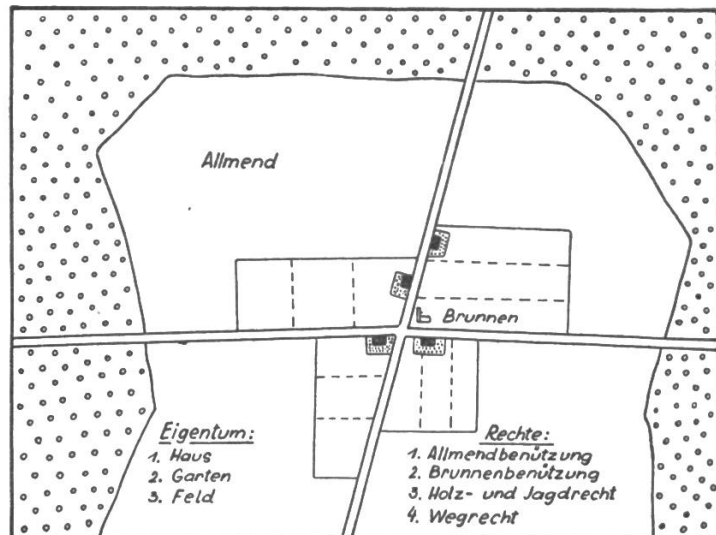 Allmend
Brunnen
Eigentum:
1. Haus
2. Garten
3. Feld
Rechte:
1. Allmendbenützung
2. Brunnenbenützung
3. Holz- und Jagdrecht
4. Wegrecht